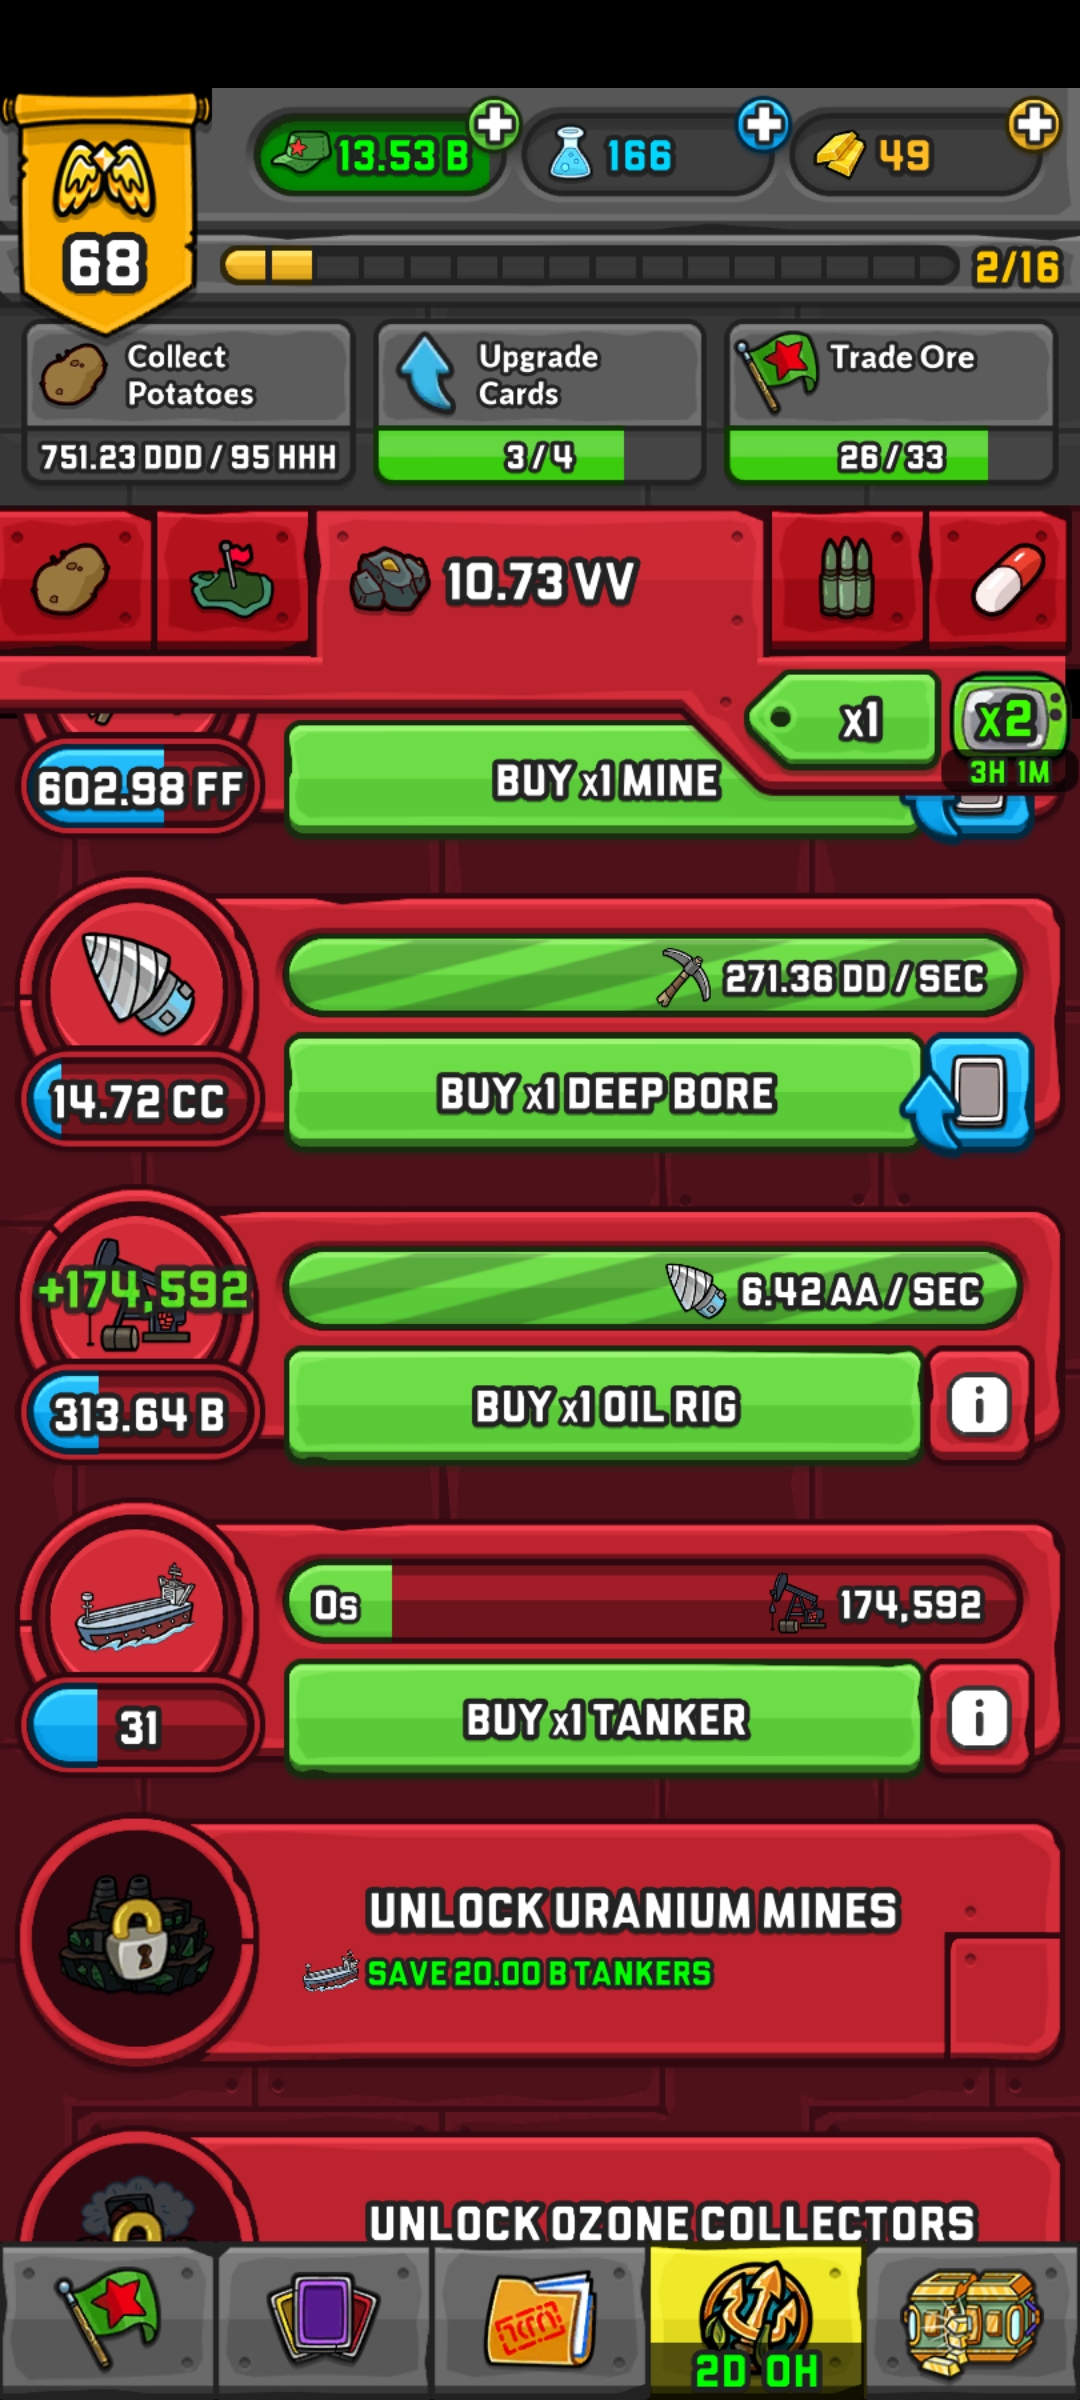 13.53 B
166
49
68
2/16
Collect
Potatoes
751.23 DDD / 95 HHH
Upgrade
Cards
3/4
Trade Ore
26/33
10.73 VV
x1
x2
3H 1M
602.98 FF
BUY x1 MINE
271.36 DD / SEC
14.72 CC
BUY x1 DEEP BORE
+174,592
6.42 AA / SEC
313.64 B
BUY x1 OIL RIG
i
0s
174,592
31
BUY x1 TANKER
i
UNLOCK URANIUM MINES
SAVE 20.00 B TANKERS
UNLOCK OZONE COLLECTORS
2D 0H